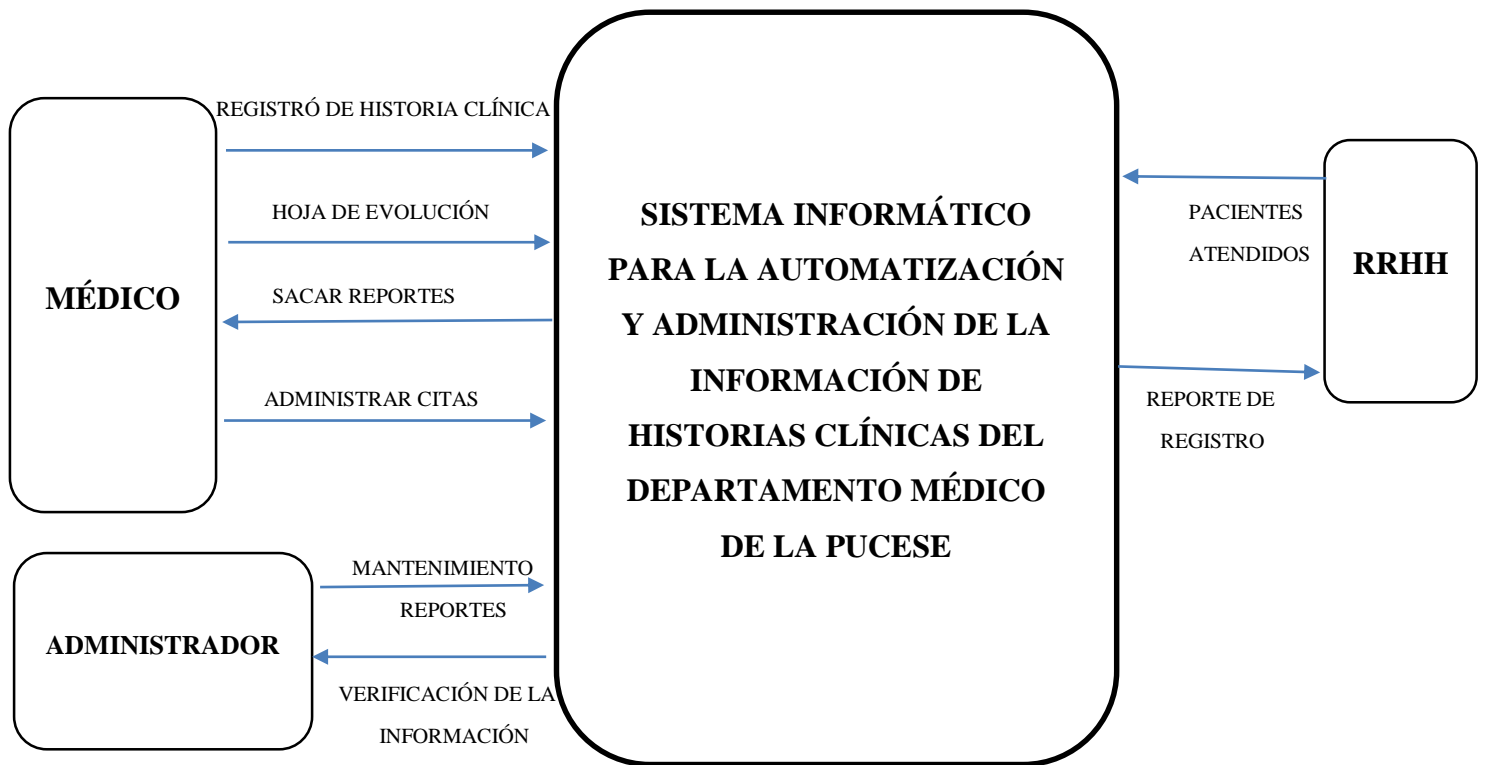 REGISTRÓ DE HISTORIA CLÍNICA
HOJA DE EVOLUCIÓN
MÉDICO
SACAR REPORTES
ADMINISTRAR CITAS
MANTENIMIENTO
REPORTES
ADMINISTRADOR
VERIFICACIÓN DE LA
INFORMACIÓN
SISTEMA INFORMÁTICO
PARA LA AUTOMATIZACIÓN
Y ADMINISTRACIÓN DE LA
INFORMACIÓN DE
HISTORIAS CLÍNICAS DEL
DEPARTAMENTO MÉDICO
DE LA PUCESE
PACIENTES
ATENDIDOS
RRHH
REPORTE DE
REGISTRO